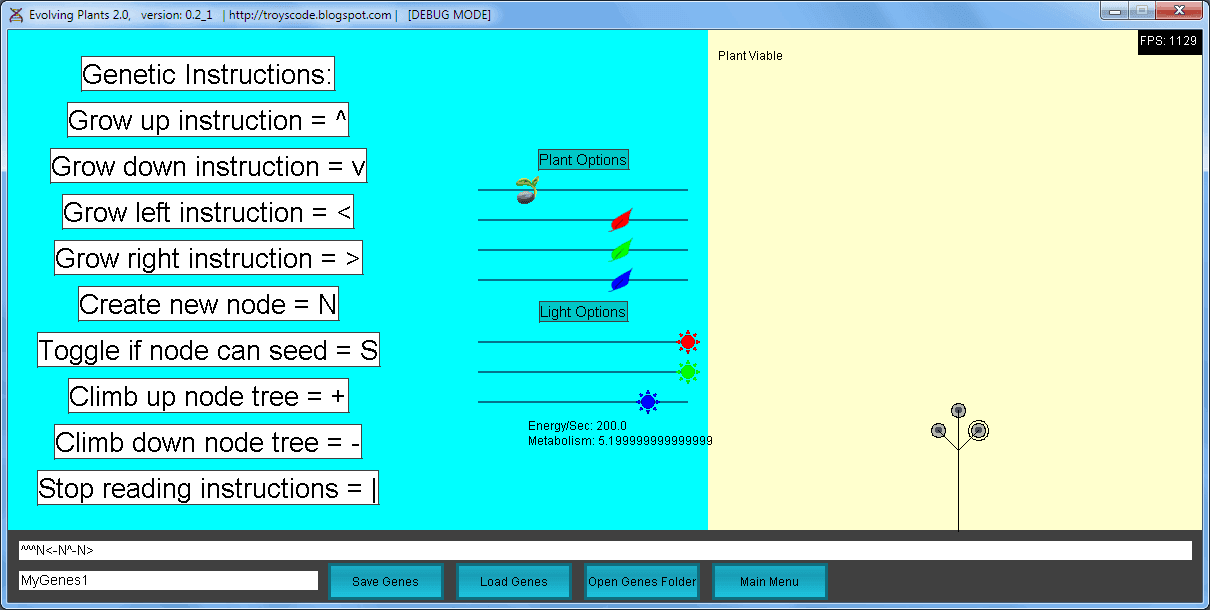 Evolving Plants 2.0,   version: 0.2_1   | http://troyscode.blogspot.com |   [DEBUG MODE]
FPS: 1129
Plant Viable
Genetic Instructions:
Grow up instruction = ^
Grow down instruction = v
Grow left instruction = <
Grow right instruction = >
Create new node = N
Toggle if node can seed = S
Climb up node tree = +
Climb down node tree = -
Stop reading instructions = |
Plant Options
Light Options
Energy/Sec: 200.0
Metabolism: 5.199999999999999
^^^N<-N^-N>
MyGenes1
Save Genes
Load Genes
Open Genes Folder
Main Menu